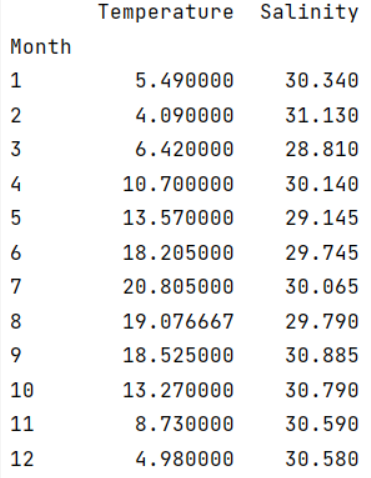 Temperature Salinity
Month
1 5.490000 30.340
2 4.090000 31.130
3 6.420000 28.810
4 10.700000 30.140
5 13.570000 29.145
6 18.205000 29.745
7 20.805000 30.065
8 19.076667 29.790
9 18.525000 30.885
10 13.270000 30.790
11 8.730000 30.590
12 4.980000 30.580